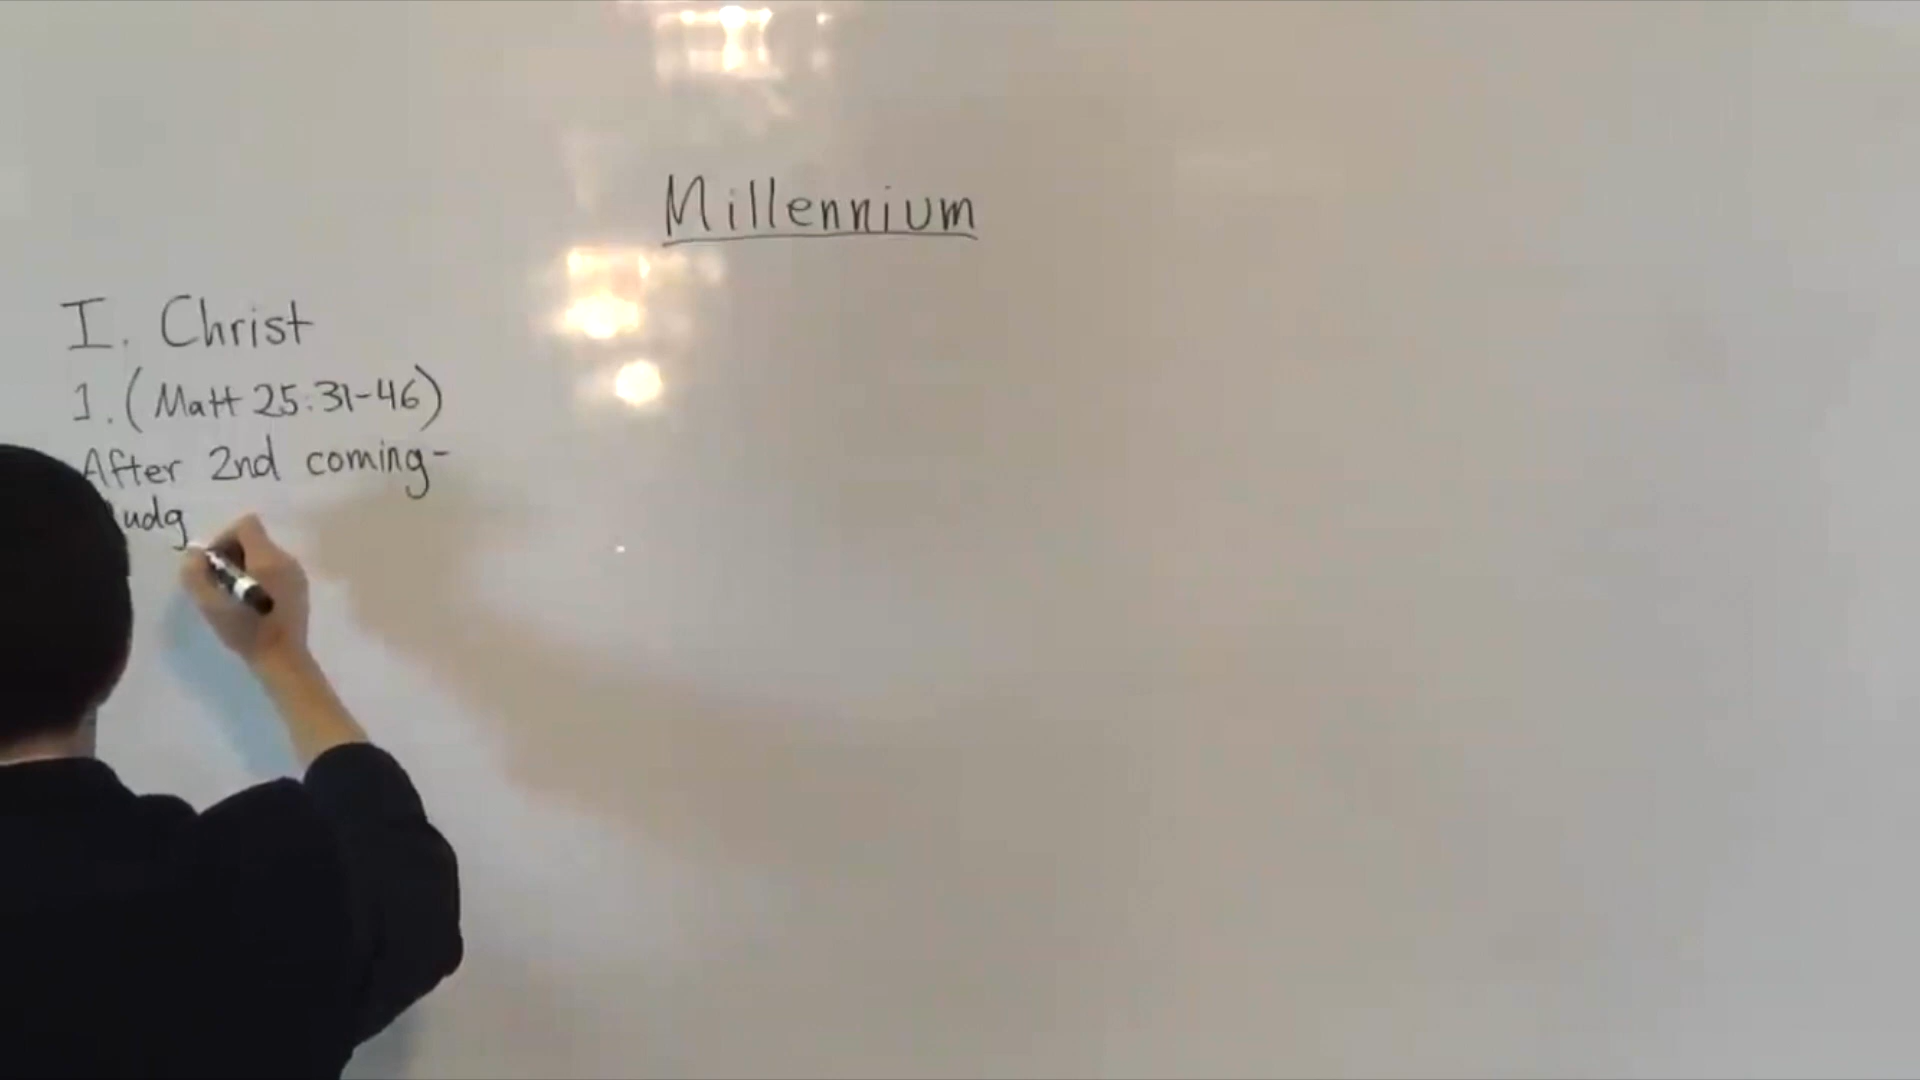 Millennium
I. Christ
1. (Matt 25:31-46)
After 2nd coming-
Judg